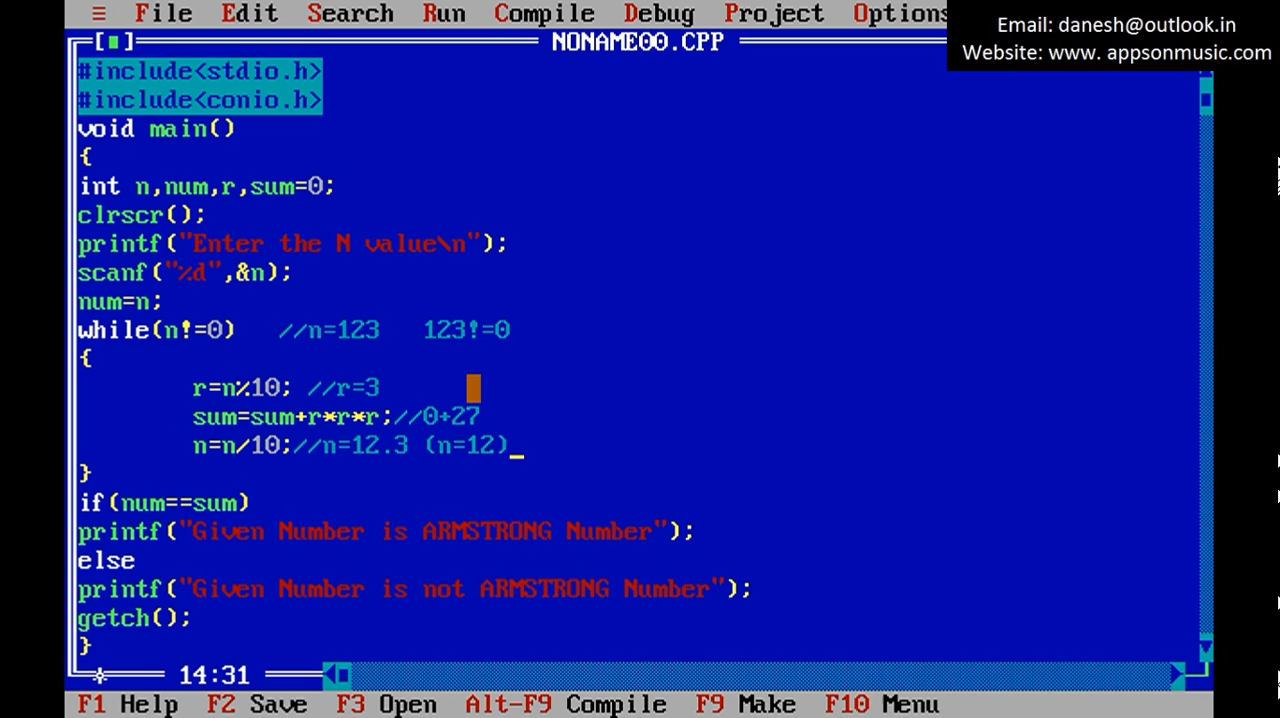 ≡ File Edit Search Run Compile Debug Project Options
Email: danesh@outlook.in
Website: www. appsonmusic.com
[■] NONAME00.CPP
#include<stdio.h>
#include<conio.h>
void main()
{
int n,num,r,sum=0;
clrscr();
printf("Enter the N value\n");
scanf("%d",&n);
num=n;
while(n!=0)   //n=123   123!=0
{
r=n%10; //r=3
sum=sum+r*r*r;//0+27
n=n/10;//n=12.3 (n=12)_
}
if(num==sum)
printf("Given Number is ARMSTRONG Number");
else
printf("Given Number is not ARMSTRONG Number");
getch();
}
14:31
F1 Help F2 Save F3 Open Alt-F9 Compile F9 Make F10 Menu